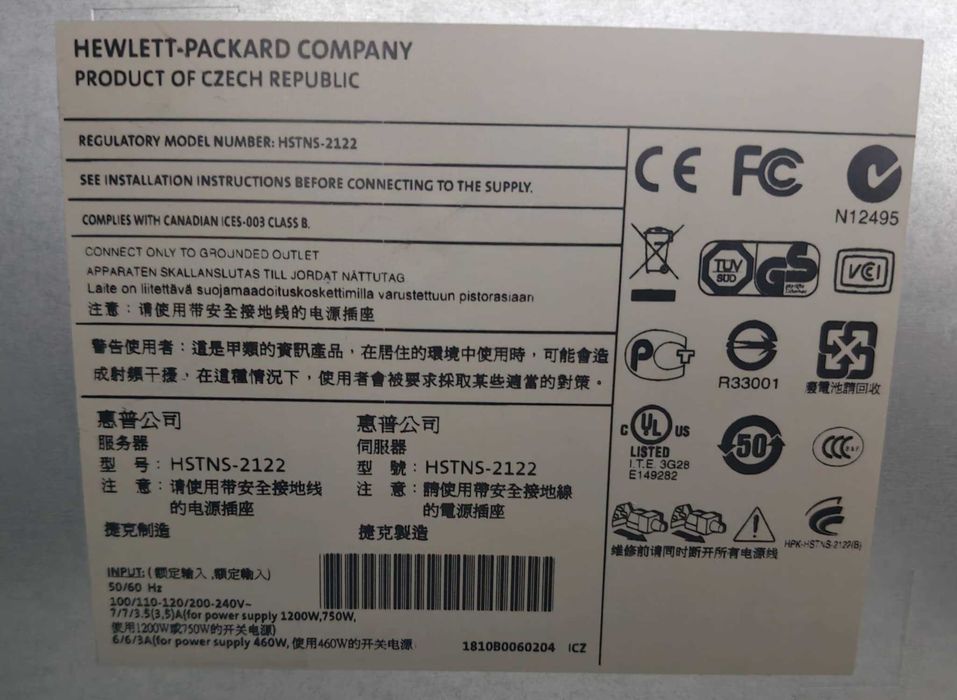 HEWLETT-PACKARD COMPANY
PRODUCT OF CZECH REPUBLIC
REGULATORY MODEL NUMBER: HSTNS-2122
SEE INSTALLATION INSTRUCTIONS BEFORE CONNECTING TO THE SUPPLY.
COMPLIES WITH CANADIAN ICES-003 CLASS B.
CONNECT ONLY TO GROUNDED OUTLET
APPARATEN SKALLANSLUTAS TILL JORDAT NÄTTUTAG
Laite on liitettävä suojamaadoituskoskettimilla varustettuun pistorasiaan
注意：请使用带安全接地线的电源插座
警告使用者：這是甲類的資訊產品，在居住的環境中使用時，可能會造
成射頻干擾，在這種情況下，使用者會被要求採取某些適當的對策。
惠普公司
服务器
型 号：HSTNS-2122
注 意：请使用带安全接地线
的电源插座
捷克制造
惠普公司
伺服器
型 號：HSTNS-2122
注 意：請使用帶安全接地線
的電源插座
捷克製造
INPUT: (额定输入,額定輸入)
50/60 Hz
100/110-120/200-240V~
7/7/3.5(3,5)A(for power supply 1200W,750W,
使用1200W或750W的开关电源)
6/6/3A(for power supply 460W, 使用460W的开关电源
1810B0060204 ICZ
CE
FC
N12495
TÜV
SUD
GS
VCI
PCT
R33001
廢電池請回收
C UL US
LISTED
I.T.E. 3G28
E149282
50
CCC
维修前请同时断开所有电源线
HPK-HSTNS-2122(B)